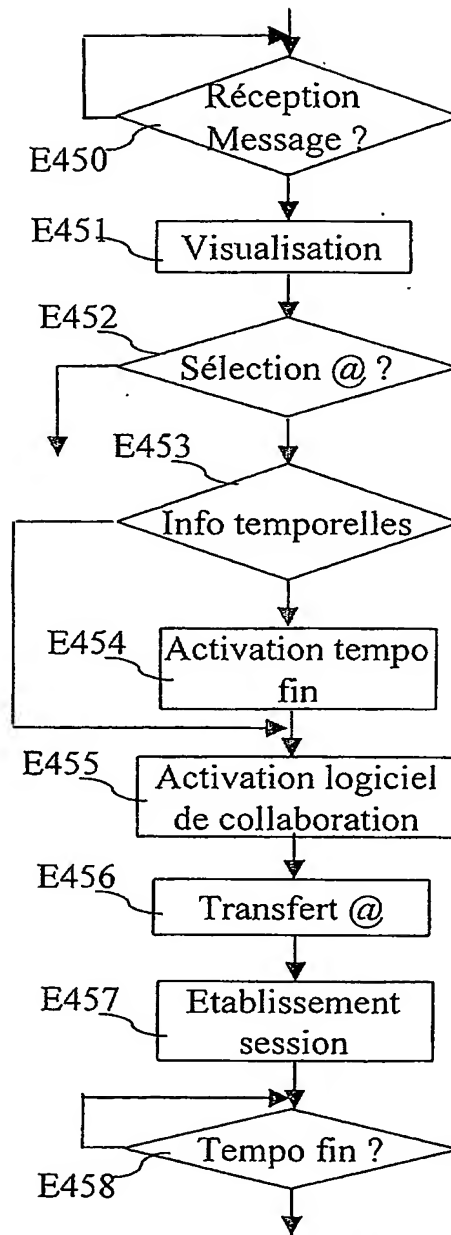 Réception
Message ?
E450
E451
Visualisation
E452
Sélection @ ?
E453
Info temporelles
E454
Activation tempo
fin
E455
Activation logiciel
de collaboration
E456
Transfert @
E457
Etablissement
session
Tempo fin ?
E458